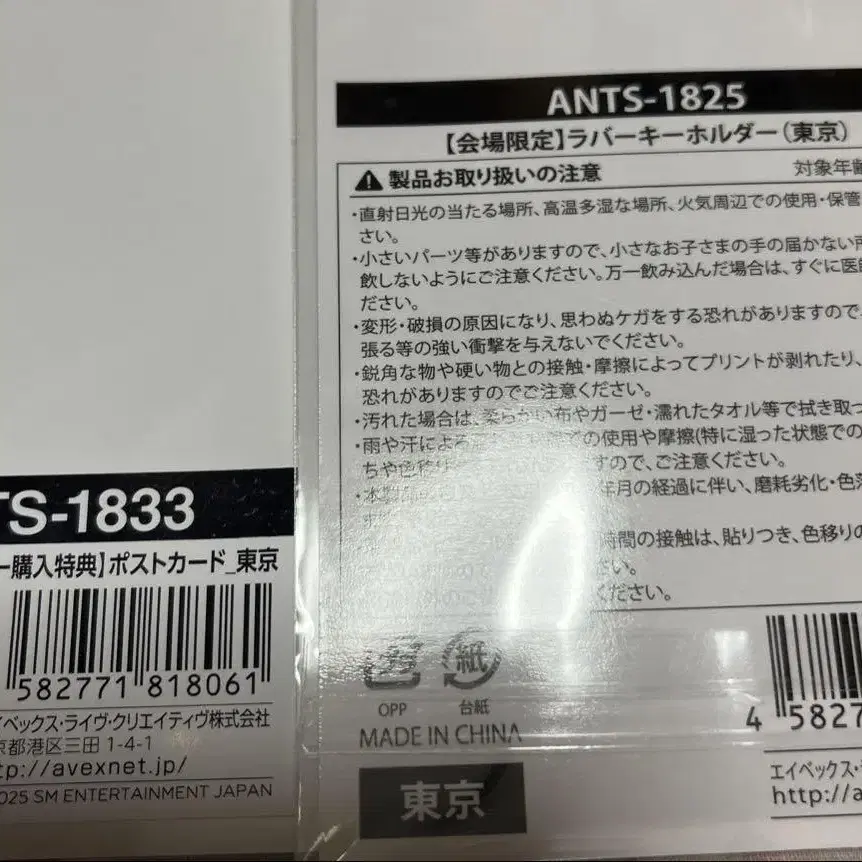 TS-1833
ー購入特典】ポストカード_東京
582771 818061
イベックス・ライヴ・クリエイティヴ株式会社
京都港区三田 1-4-1
tp://avexnet.jp/
025 SM ENTERTAINMENT JAPAN
ANTS-1825
【会場限定】ラバーキーホルダー(東京)
製品お取り扱いの注意
対象年齢
・直射日光の当たる場所、高温多湿な場所、火気周辺での使用・保管
さい。
・小さいパーツ等がありますので、小さなお子さまの手の届かない所
飲しないようにご注意ください。万一飲み込んだ場合は、すぐに医師
ださい。
・変形・破損の原因になり、思わぬケガをする恐れがありますので、
張る等の強い衝撃を与えないでください。
・鋭角な物や硬い物との接触・摩擦によってプリントが剥れたり、
恐れがありますのでご注意ください。
・汚れた場合は、柔らかい布やガーゼ・濡れたタオル等で拭き取っ
・雨や汗による での使用や摩擦(特に湿った状態での
ちや色移り すので、ご注意ください。
年月の経過に伴い、磨耗劣化・色落
時間の接触は、貼りつき、色移りの
さい。
ください。
OPP
紙
台紙
MADE IN CHINA
東京
4 5827
エイベックス・
http://a